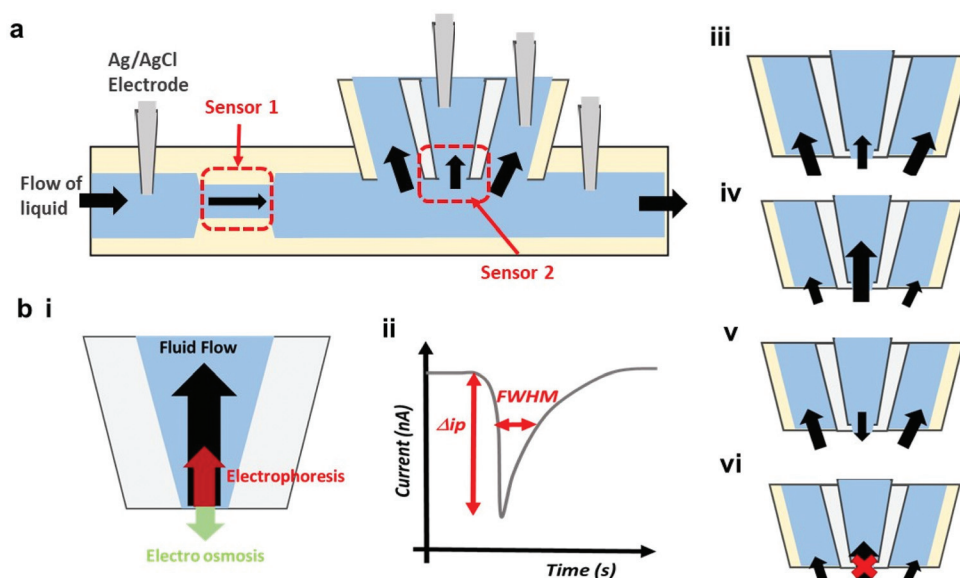 a
Ag/AgCl
Electrode
Sensor 1
Flow of
liquid
Sensor 2
b i
Fluid Flow
Electrophoresis
Electro osmosis
ii
Current (nA)
Δip
FWHM
Time (s)
iii
iv
v
vi